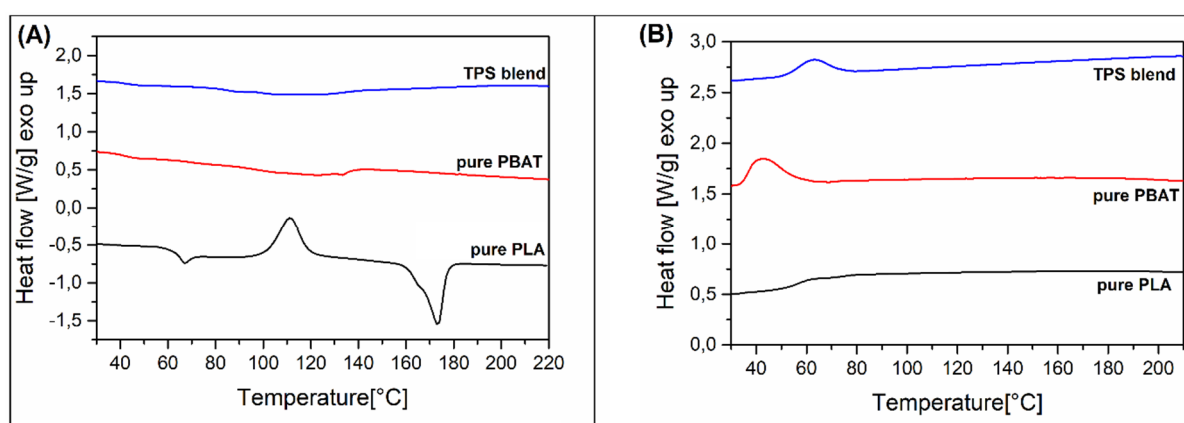 (A)
2,0
1,5
1,0
0,5
0,0
-0,5
-1,0
-1,5
Heat flow [W/g] exo up
TPS blend
pure PBAT
pure PLA
40 60 80 100 120 140 160 180 200 220
Temperature[°C]
(B)
3,0
2,5
2,0
1,5
1,0
0,5
0,0
Heat flow [W/g] exo up
TPS blend
pure PBAT
pure PLA
40 60 80 100 120 140 160 180 200
Temperature[°C]